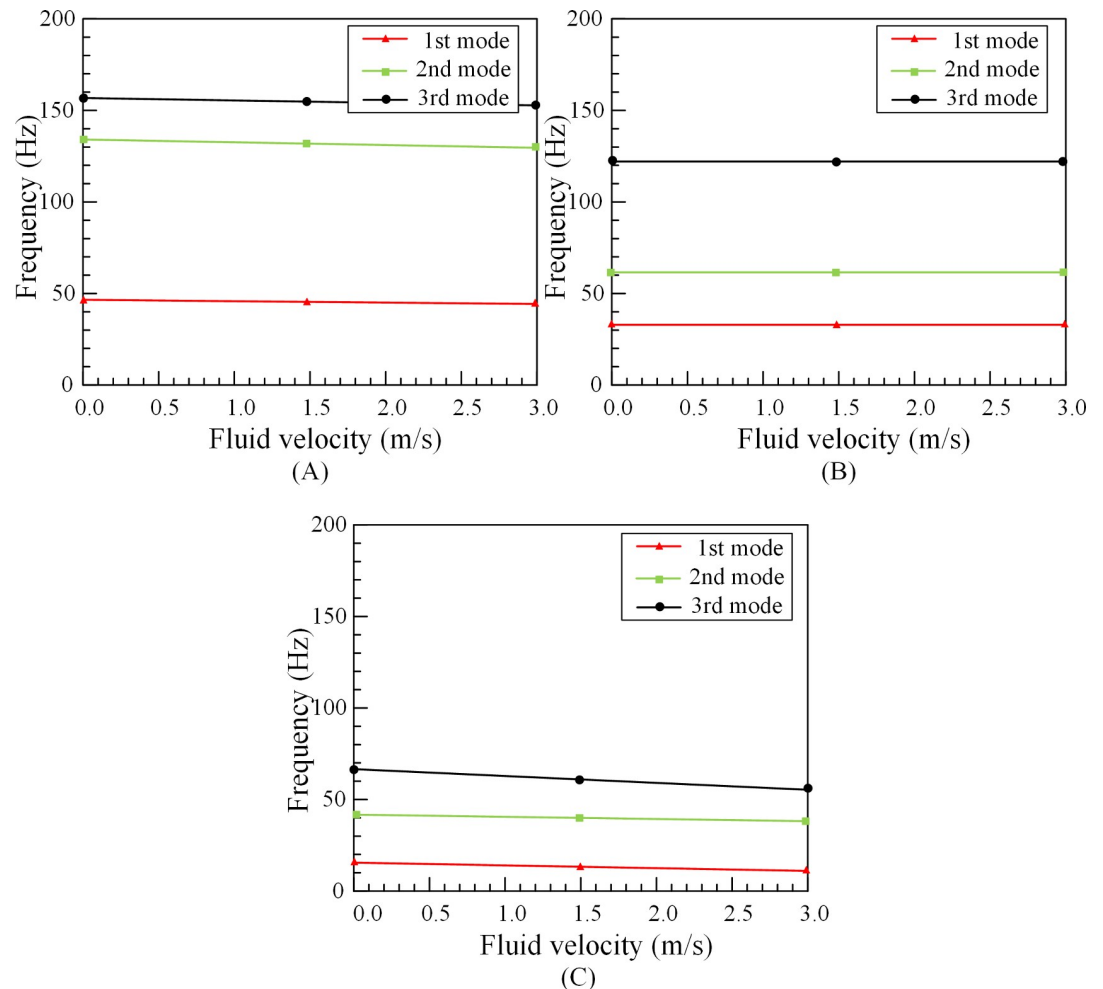 200
150
100
50
0
Frequency (Hz)
1st mode
2nd mode
3rd mode
0.0 0.5 1.0 1.5 2.0 2.5 3.0
Fluid velocity (m/s)
(A)
200
150
100
50
0
Frequency (Hz)
1st mode
2nd mode
3rd mode
0.0 0.5 1.0 1.5 2.0 2.5 3.0
Fluid velocity (m/s)
(B)
200
150
100
50
0
Frequency (Hz)
1st mode
2nd mode
3rd mode
0.0 0.5 1.0 1.5 2.0 2.5 3.0
Fluid velocity (m/s)
(C)